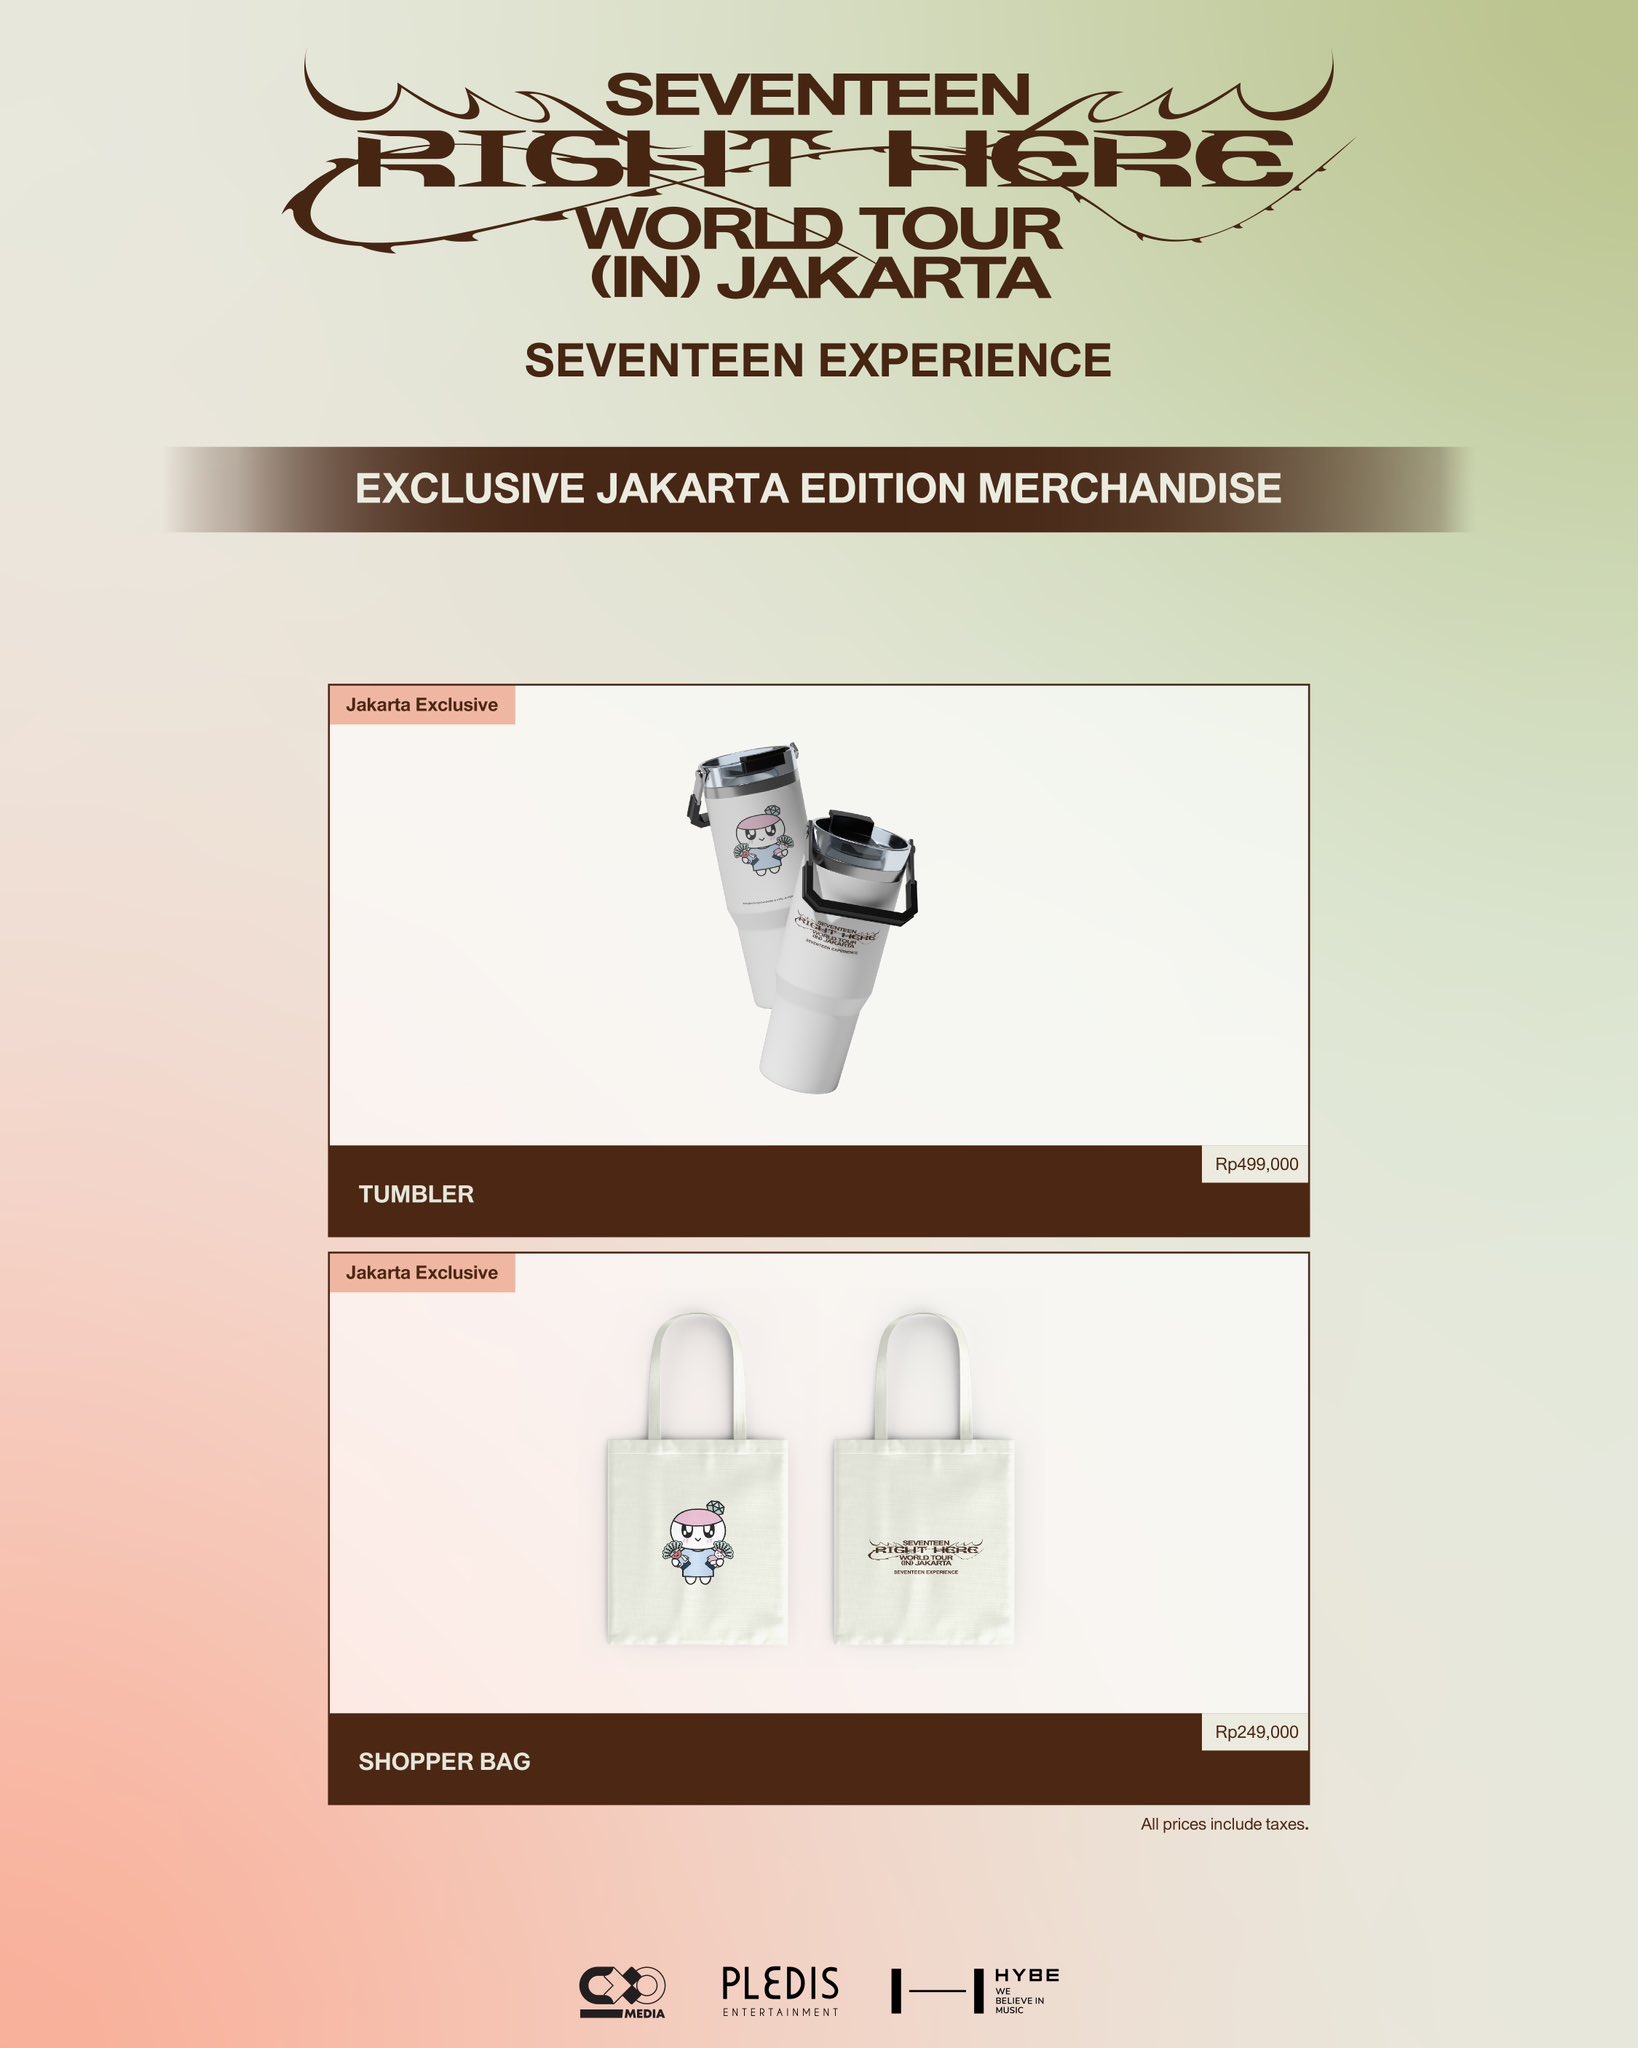 SEVENTEEN
RIGHT HERE
WORLD TOUR
(IN) JAKARTA
SEVENTEEN EXPERIENCE
EXCLUSIVE JAKARTA EDITION MERCHANDISE
Jakarta Exclusive
SEVENTEEN
RIGHT HERE
WORLD TOUR
(IN) JAKARTA
SEVENTEEN EXPERIENCE
Rp499,000
TUMBLER
Jakarta Exclusive
SEVENTEEN
RIGHT HERE
WORLD TOUR
(IN) JAKARTA
SEVENTEEN EXPERIENCE
Rp249,000
SHOPPER BAG
All prices include taxes.
CXO
MEDIA
PLEDIS
ENTERTAINMENT
HYBE
WE
BELIEVE IN
MUSIC